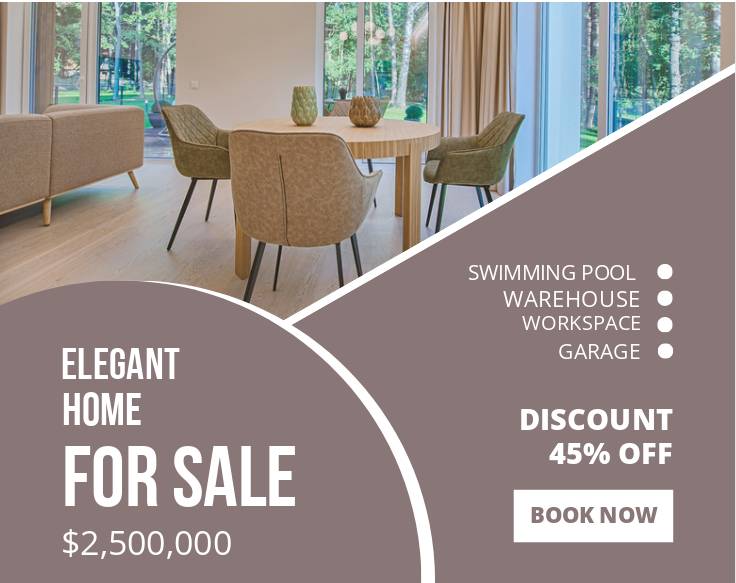 SWIMMING POOL
WAREHOUSE
WORKSPACE
GARAGE
ELEGANT
HOME
FOR SALE
$2,500,000
DISCOUNT
45% OFF
BOOK NOW